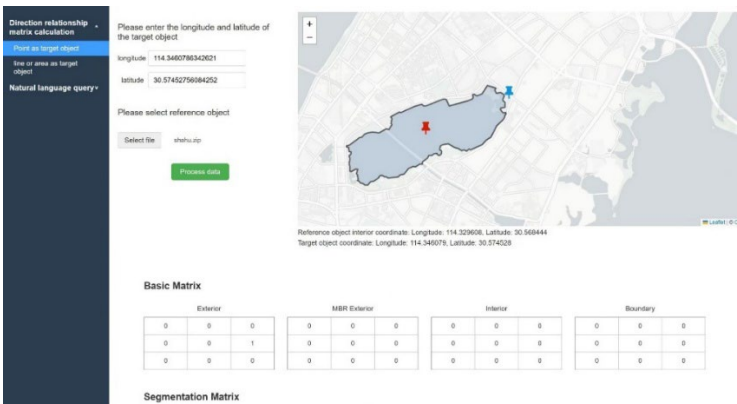 Direction relationship
matrix calculation
Point as target object
line or area as target
object
Natural language query
Please enter the longitude and latitude of
the target object
longitude 114.3460786342621
latitude 30.57452756084252
Please select reference object
Select file shahu.zip
Process data
+
−
Leaflet | ©
Reference object interior coordinate: Longitude: 114.329608, Latitude: 30.568444
Target object coordinate: Longitude: 114.346079, Latitude: 30.574528
Basic Matrix
Exterior MBR Exterior Interior Boundary
0 0 0 0 0 0 0 0 0 0 0 0
0 0 1 0 0 0 0 0 0 0 0 0
0 0 0 0 0 0 0 0 0 0 0 0
Segmentation Matrix